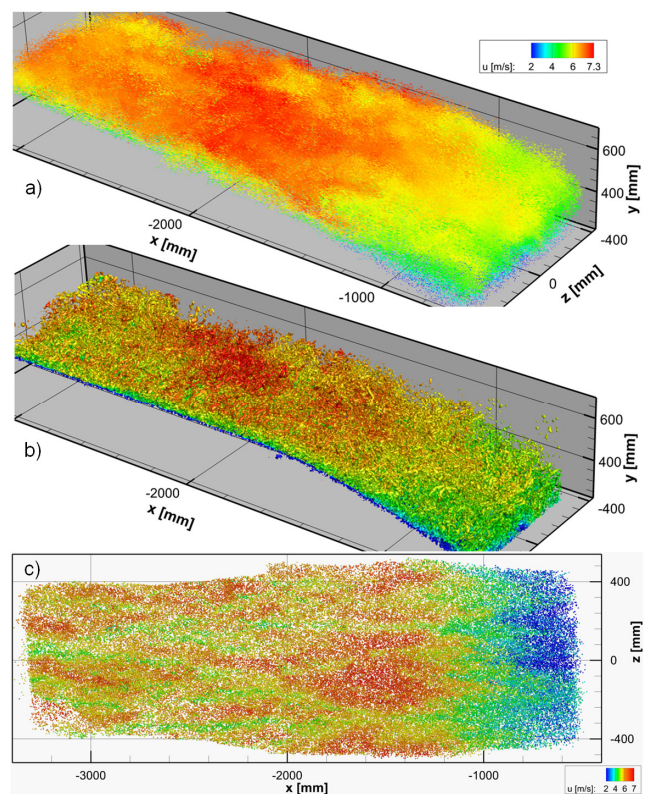 u [m/s]: 2 4 6 7.3
600
400
y [mm]
-400
0
z [mm]
a)
-2000
x [mm]
-1000
600
400
y [mm]
-400
b)
-2000
x [mm]
c)
400
0
z [mm]
-400
-3000 -2000 -1000
x [mm]
u [m/s]: 2 4 6 7